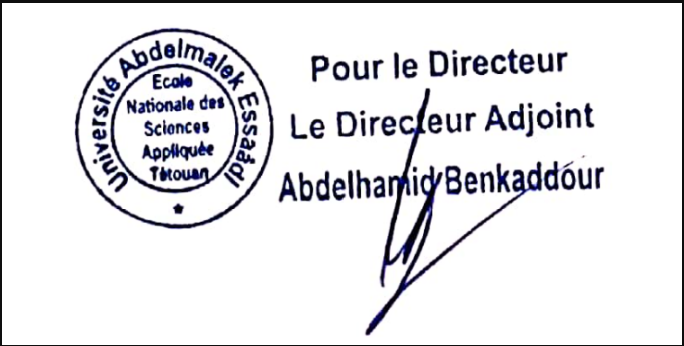 Université Abdelmalek Essaâdi
Ecole
Nationale des
Sciences
Appliquée
Tétouan
Pour le Directeur
Le Directeur Adjoint
Abdelhamid Benkaddour